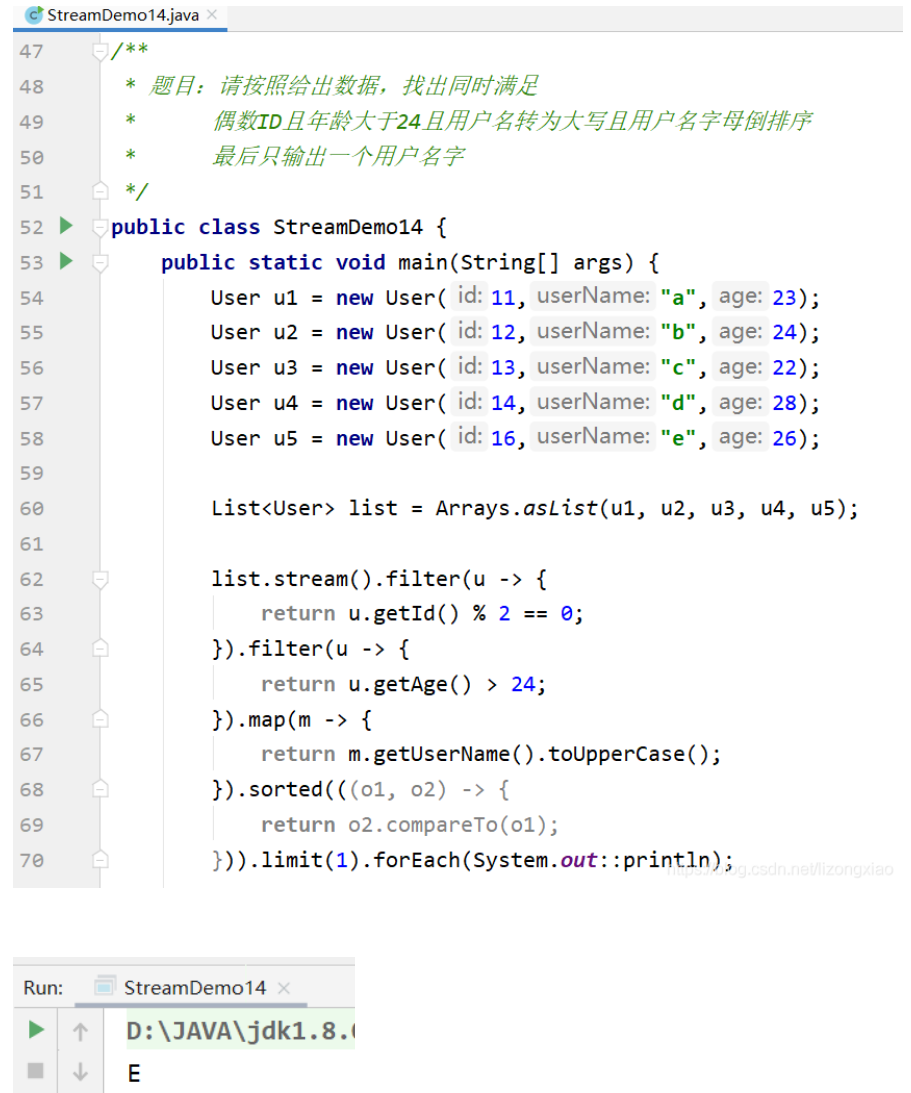 StreamDemo14.java ×
47 /**
48 * 题目：请按照给出数据，找出同时满足
49 * 偶数ID且年龄大于24且用户名转为大写且用户名字母倒排序
50 * 最后只输出一个用户名字
51 */
52 public class StreamDemo14 {
53 public static void main(String[] args) {
54 User u1 = new User( id: 11, userName: "a", age: 23);
55 User u2 = new User( id: 12, userName: "b", age: 24);
56 User u3 = new User( id: 13, userName: "c", age: 22);
57 User u4 = new User( id: 14, userName: "d", age: 28);
58 User u5 = new User( id: 16, userName: "e", age: 26);
59
60 List<User> list = Arrays.asList(u1, u2, u3, u4, u5);
61
62 list.stream().filter(u -> {
63 return u.getId() % 2 == 0;
64 }).filter(u -> {
65 return u.getAge() > 24;
66 }).map(m -> {
67 return m.getUserName().toUpperCase();
68 }).sorted(((o1, o2) -> {
69 return o2.compareTo(o1);
70 })).limit(1).forEach(System.out::println);
https://blog.csdn.net/lizongxiao
Run: StreamDemo14 ×
D:\JAVA\jdk1.8.
E